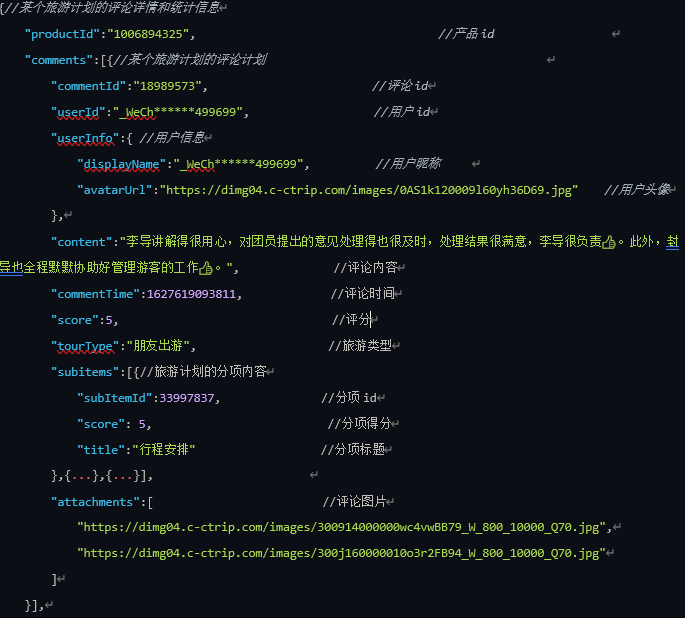 {//某个旅游计划的评论详情和统计信息↵
"productId":"1006894325", //产品id ↵
"comments":[{//某个旅游计划的评论计划 ↵
"commentId":"18989573", //评论id↵
"userId":"_WeCh******499699", //用户id↵
"userInfo":{ //用户信息↵
"displayName":"_WeCh******499699", //用户昵称 ↵
"avatarUrl":"https://dimg04.c-ctrip.com/images/0AS1k120009l60yh36D69.jpg" //用户头像↵
},↵
"content":"李导讲解得很用心，对团员提出的意见处理得也很及时，处理结果很满意，李导很负责👍。此外，封
导也全程默默协助好管理游客的工作👍。", //评论内容↵
"commentTime":1627619093811, //评论时间↵
"score":5, //评分↵
"tourType":"朋友出游", //旅游类型↵
"subitems":[{//旅游计划的分项内容↵
"subItemId":33997837, //分项id↵
"score": 5, //分项得分↵
"title":"行程安排" //分项标题↵
},{...},{...}], ↵
"attachments":[ //评论图片↵
"https://dimg04.c-ctrip.com/images/300914000000wc4vwBB79_W_800_10000_Q70.jpg",↵
"https://dimg04.c-ctrip.com/images/300j160000010o3r2FB94_W_800_10000_Q70.jpg"↵
]↵
}],↵